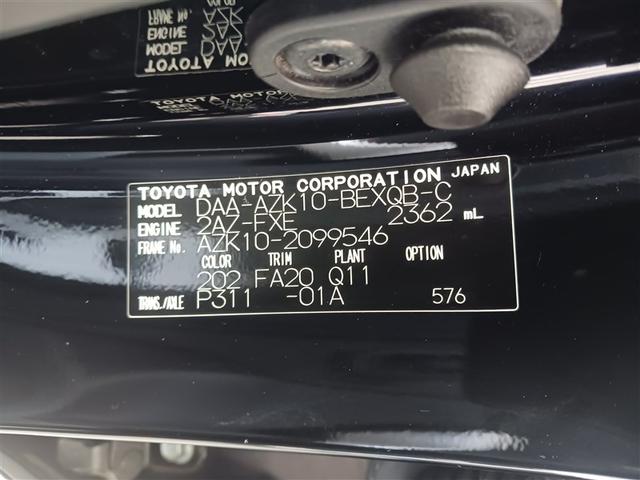 TOYOTA MOTOR CORPORATION JAPAN
MODEL DAA-AZK10-BEXQB-C
ENGINE 2AZ-FXE 2362 mL
FRAME No. AZK10-2099546
COLOR TRIM PLANT OPTION
202 FA20 Q11
TRANS./AXLE P311 -01A 576